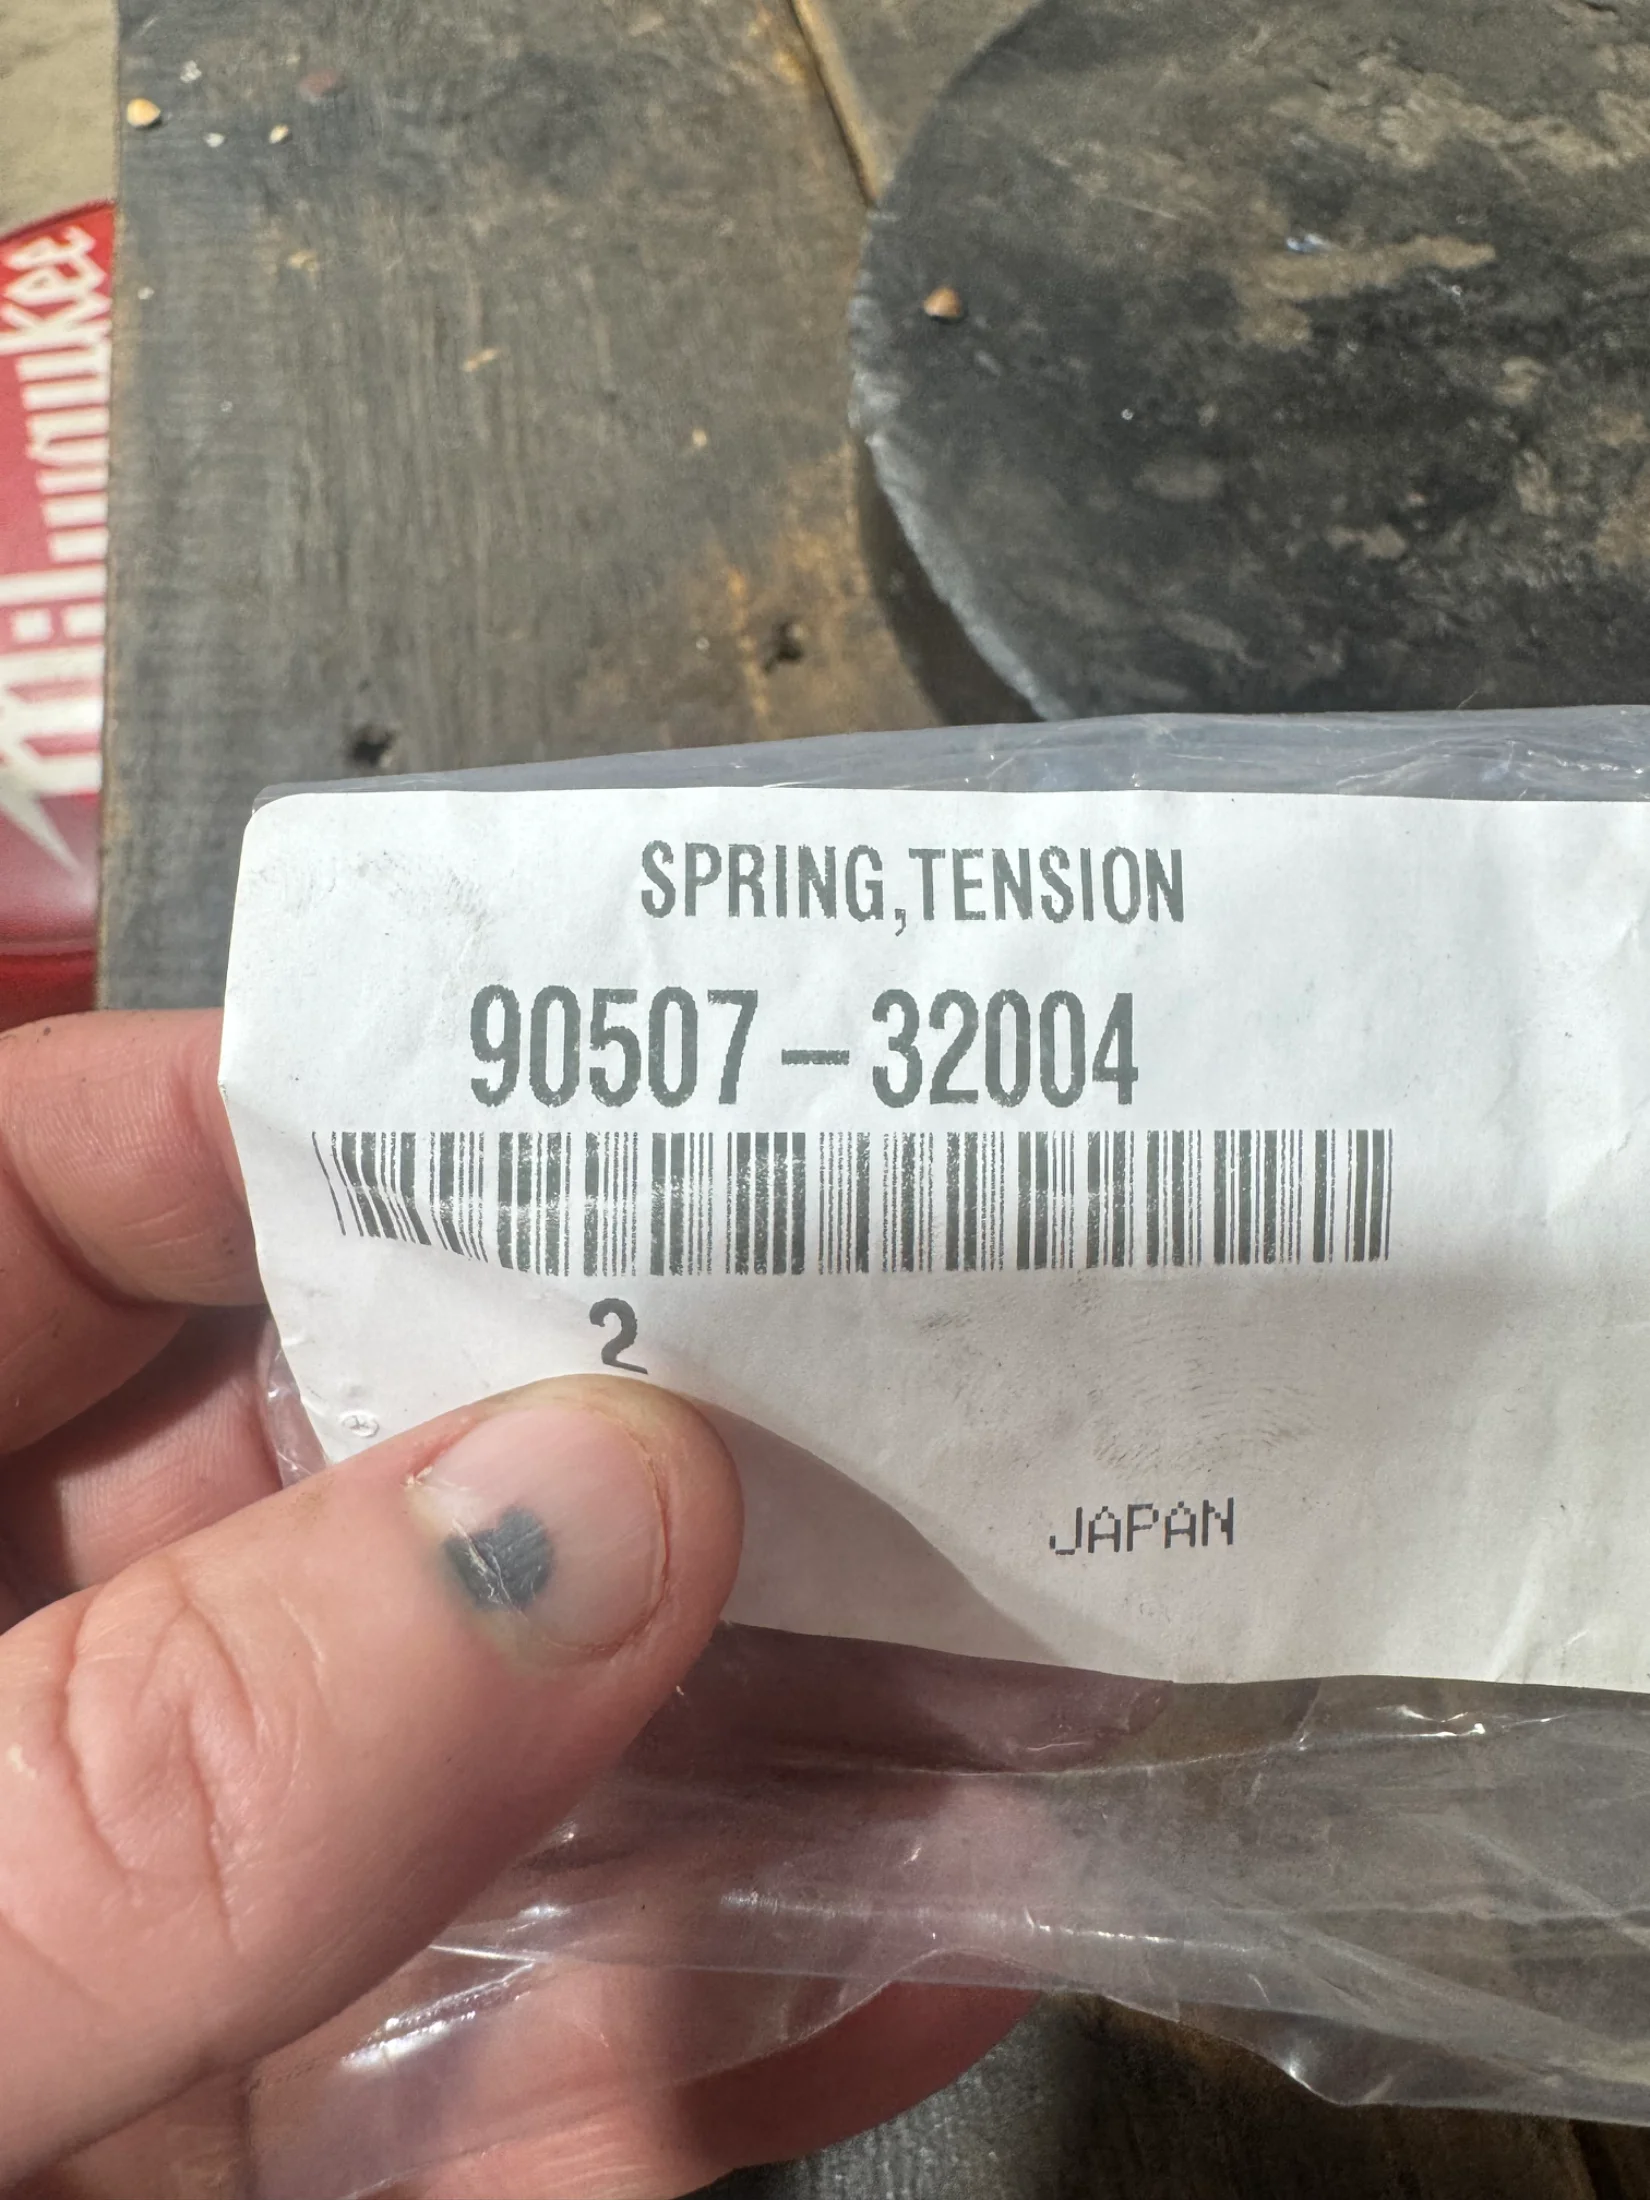 Milwaukee
SPRING,TENSION
90507-32004
2
JAPAN